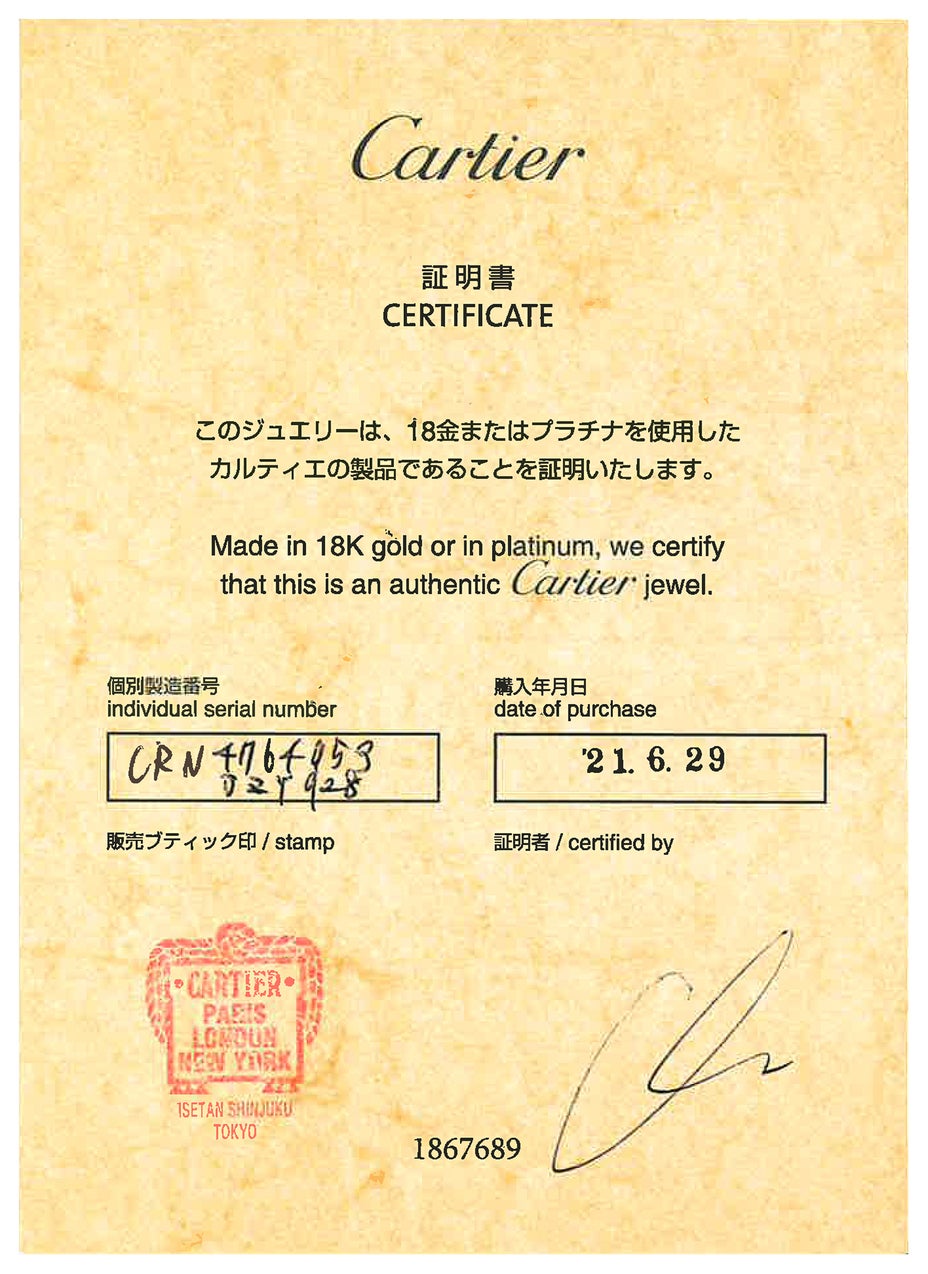 Cartier
証明書
CERTIFICATE
このジュエリーは、18金またはプラチナを使用した
カルティエの製品であることを証明いたします。
Made in 18K gold or in platinum, we certify
that this is an authentic Cartier jewel.
個別製造番号
individual serial number
CRN
購入年月日
date of purchase
'21. 6. 29
販売ブティック印 / stamp
証明者 / certified by
CARTIER
PARIS
LONDON
NEW YORK
ISETAN SHINJUKU
TOKYO
1867689